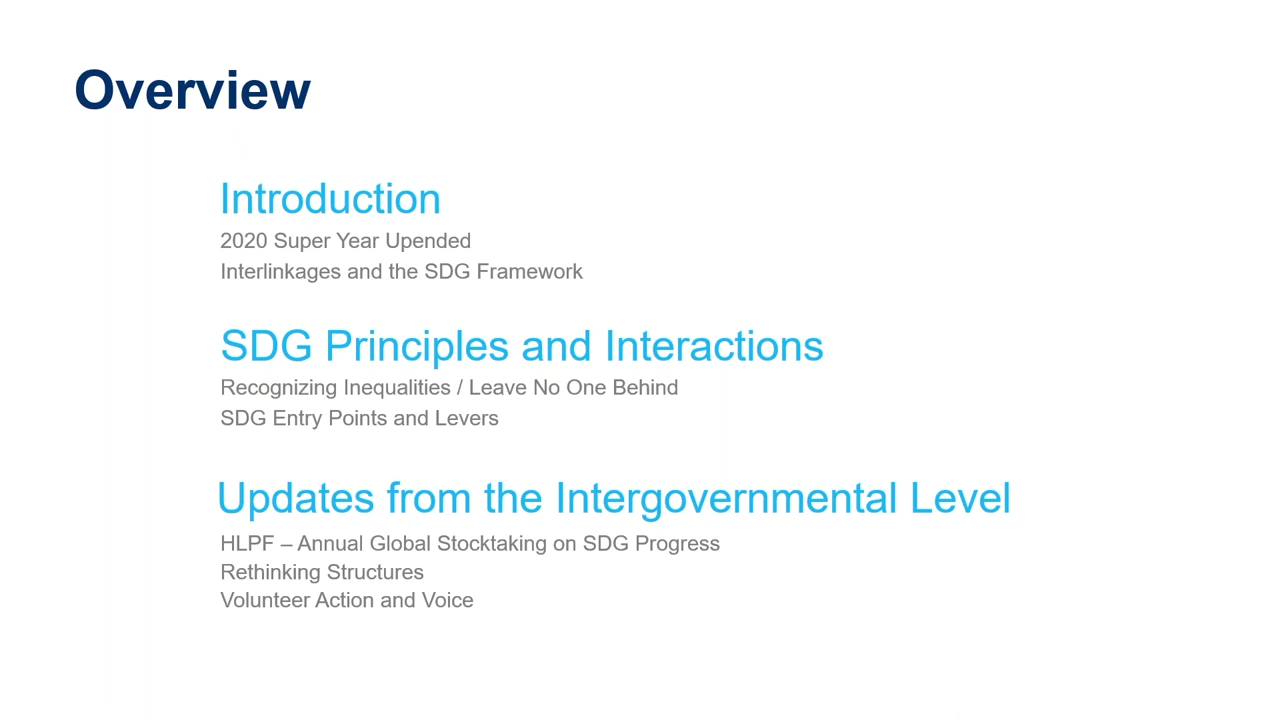 Overview
Introduction
2020 Super Year Upended
Interlinkages and the SDG Framework
SDG Principles and Interactions
Recognizing Inequalities / Leave No One Behind
SDG Entry Points and Levers
Updates from the Intergovernmental Level
HLPF – Annual Global Stocktaking on SDG Progress
Rethinking Structures
Volunteer Action and Voice